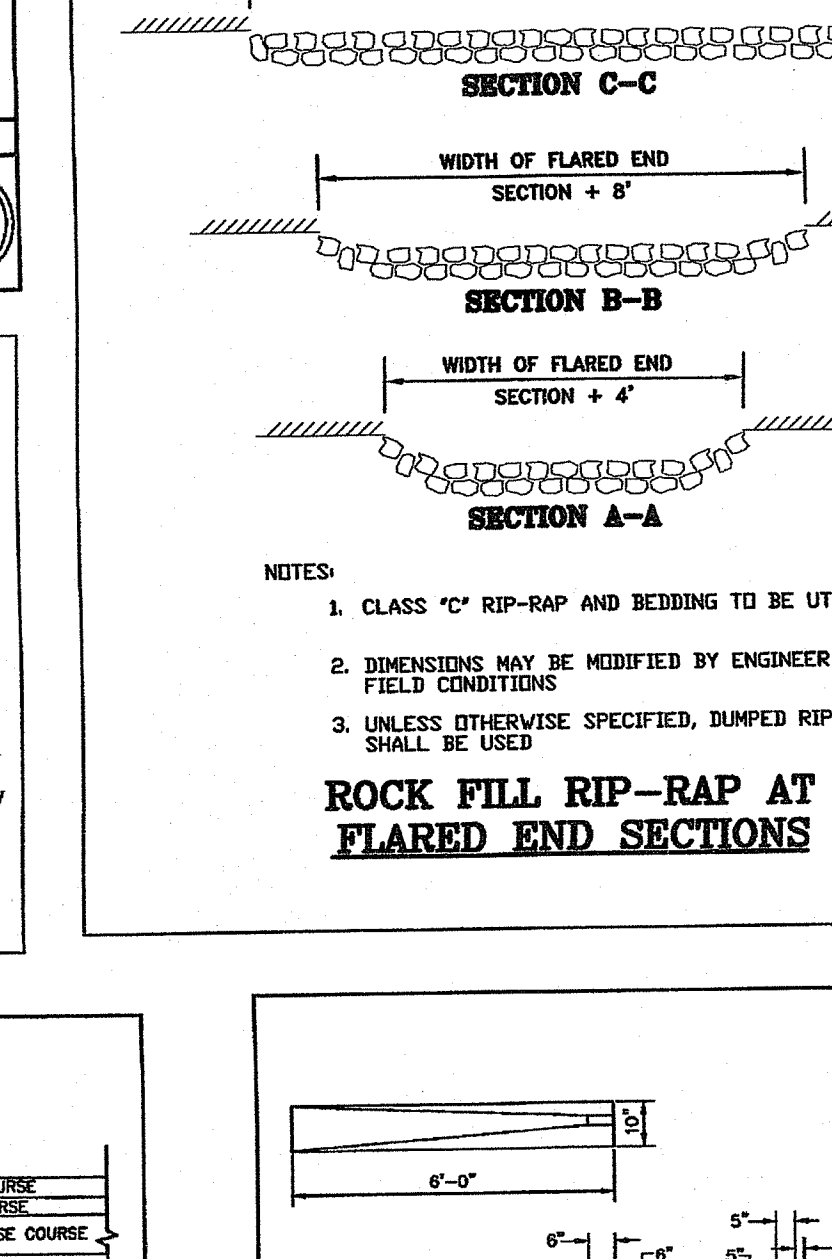 SECTION C-C
WIDTH OF FLARED END
SECTION + 8'
SECTION B-B
WIDTH OF FLARED END
SECTION + 4'
SECTION A-A
NOTES:
1. CLASS "C" RIP-RAP AND BEDDING TO BE UT
2. DIMENSIONS MAY BE MODIFIED BY ENGINEER
FIELD CONDITIONS
3. UNLESS OTHERWISE SPECIFIED, DUMPED RIP
SHALL BE USED
ROCK FILL RIP-RAP AT
FLARED END SECTIONS
10"
6'-0"
URSE
RSE
SE COURSE
6"
6"
5"
5"